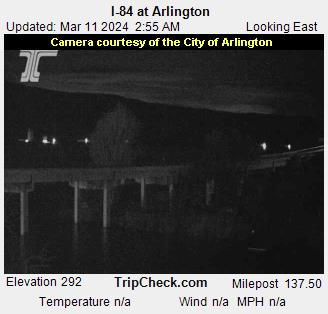 I-84 at Arlington
Updated: Mar 11 2024 2:55 AM Looking East
Camera courtesy of the City of Arlington
Elevation 292 TripCheck.com Milepost 137.50
Temperature n/a Wind n/a MPH n/a